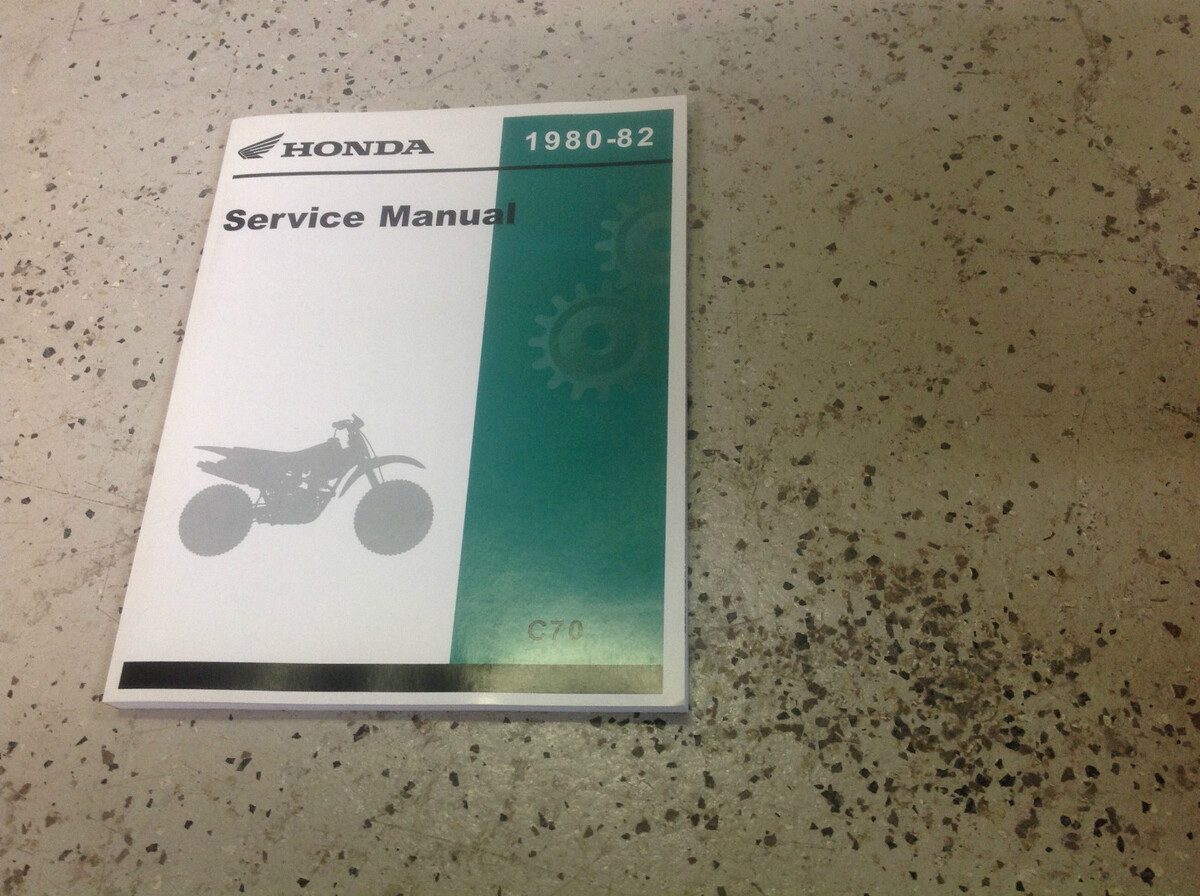 HONDA
1980-82
Service Manual
C70